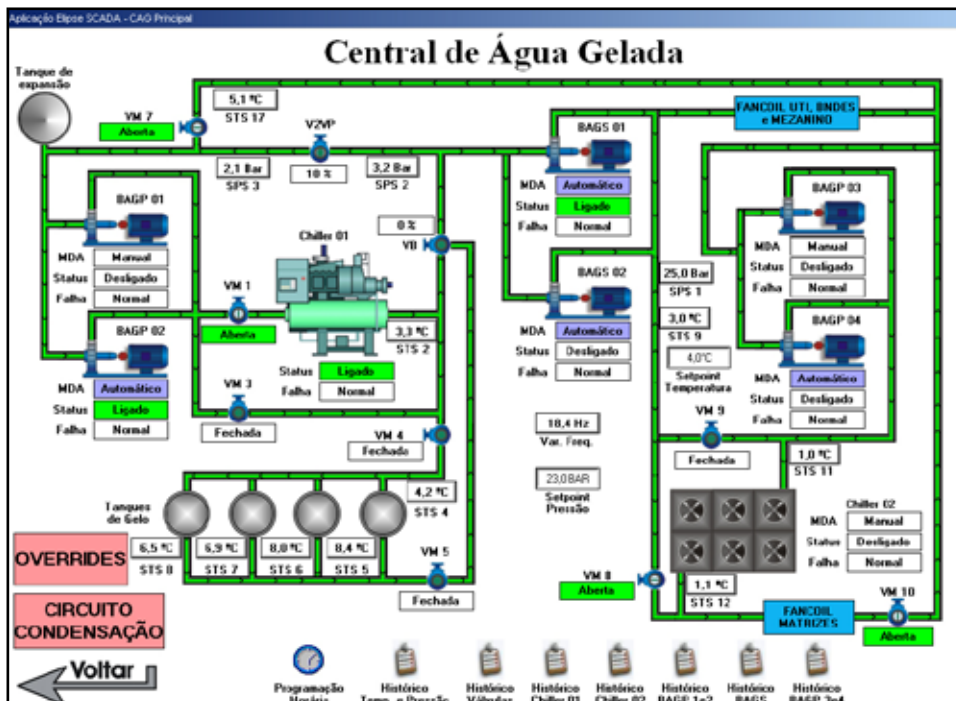 Aplicação Elipse SCADA - CAG Principal
Central de Água Gelada
Tanque de
expansão
VM 7
Aberta
5,1 ºC
STS 17
V2VP
10 %
2,1 Bar
SPS 3
3,2 Bar
SPS 2
BAGS 01
MDA Automático
Status Ligado
Falha Normal
FANCOIL UTI, BNDES
e MEZANINO
BAGP 01
MDA Manual
Status Desligado
Falha Normal
Chiller 01
0 %
VB
BAGP 03
MDA Manual
Status Desligado
Falha Normal
VM 1
Aberta
3,3 ºC
STS 2
Status Ligado
Falha Normal
BAGS 02
MDA Automático
Status Desligado
Falha Normal
25,0 Bar
SPS 1
3,0 ºC
STS 9
4,0°C
Setpoint
Temperatura
BAGP 04
MDA Automático
Status Desligado
Falha Normal
BAGP 02
MDA Automático
Status Ligado
Falha Normal
VM 3
Fechada
VM 4
Fechada
18,4 Hz
Var. Freq.
VM 9
Fechada
1,0 ºC
STS 11
23,0BAR
Setpoint
Pressão
4,2 ºC
STS 4
Tanques
de Gelo
6,5 ºC
STS 8
6,9 ºC
STS 7
8,0 ºC
STS 6
8,4 ºC
STS 5
VM 5
Fechada
Chiller 02
MDA Manual
Status Desligado
Falha Normal
VM 8
Aberta
1,1 ºC
STS 12
FANCOIL
MATRIZES
VM 10
Aberta
OVERRIDES
CIRCUITO
CONDENSAÇÃO
Voltar
Programação
Horária
Histórico
Temp. e Pressão
Histórico
Válvulas
Histórico
Chiller 01
Histórico
Chiller 02
Histórico
BAGP 1e2
Histórico
BAGS
Histórico
BAGP 3e4